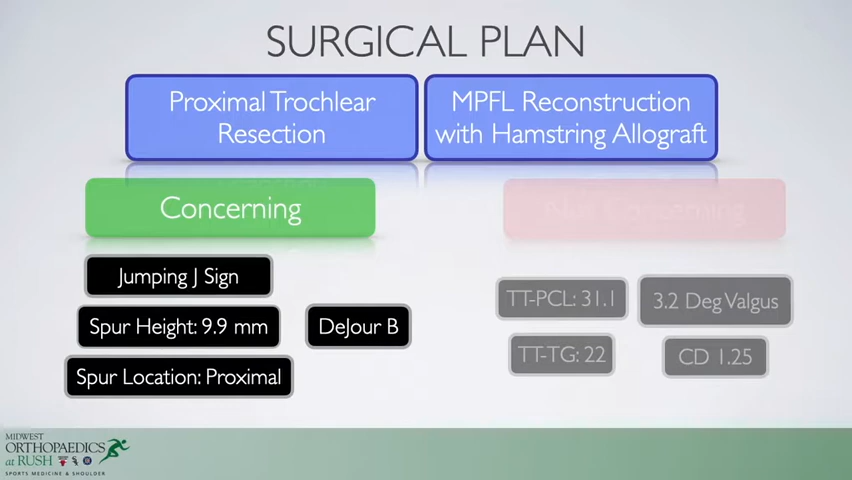 SURGICAL PLAN
Proximal Trochlear
Resection
MPFL Reconstruction
with Hamstring Allograft
Concerning
Not Concerning
Jumping J Sign
Spur Height: 9.9 mm
DeJour B
Spur Location: Proximal
TT-PCL: 31.1
3.2 Deg Valgus
TT-TG: 22
CD 1.25
MIDWEST
ORTHOPAEDICS
at RUSH
SPORTS MEDICINE & SHOULDER